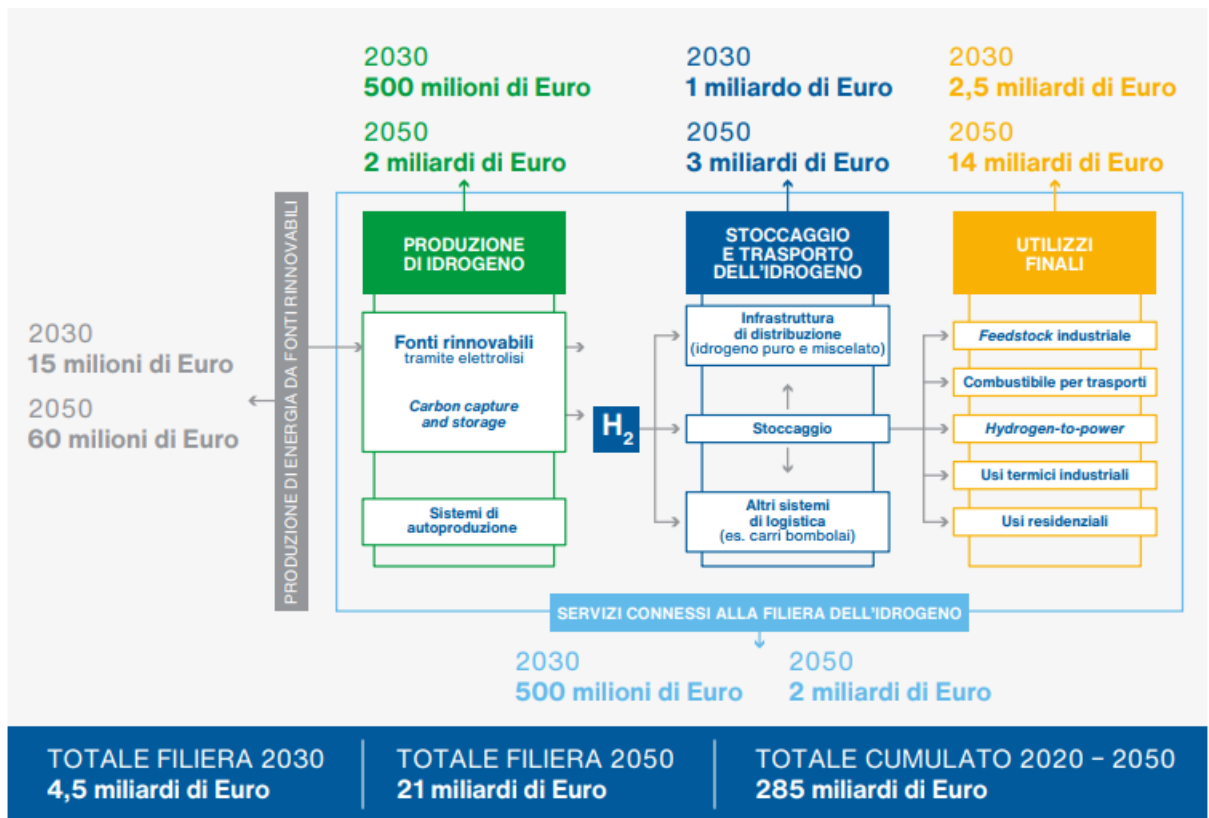 2030
500 milioni di Euro
2050
2 miliardi di Euro
2030
1 miliardo di Euro
2050
3 miliardi di Euro
2030
2,5 miliardi di Euro
2050
14 miliardi di Euro
2030
15 milioni di Euro
2050
60 milioni di Euro
PRODUZIONE DI ENERGIA DA FONTI RINNOVABILI
PRODUZIONE
DI IDROGENO
Fonti rinnovabili
tramite elettrolisi
Carbon capture
and storage
Sistemi di
autoproduzione
H2
STOCCAGGIO
E TRASPORTO
DELL'IDROGENO
Infrastruttura
di distribuzione
(idrogeno puro e miscelato)
Stoccaggio
Altri sistemi
di logistica
(es. carri bombolai)
UTILIZZI
FINALI
Feedstock industriale
Combustibile per trasporti
Hydrogen-to-power
Usi termici industriali
Usi residenziali
SERVIZI CONNESSI ALLA FILIERA DELL'IDROGENO
2030
500 milioni di Euro
2050
2 miliardi di Euro
TOTALE FILIERA 2030
4,5 miliardi di Euro
TOTALE FILIERA 2050
21 miliardi di Euro
TOTALE CUMULATO 2020 – 2050
285 miliardi di Euro